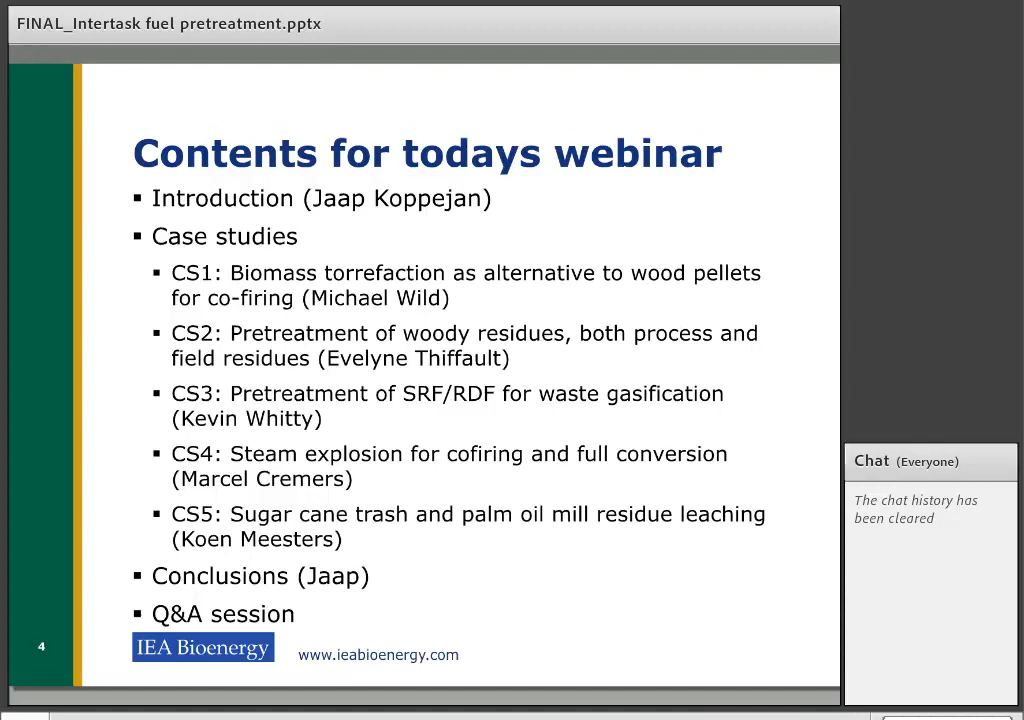 FINAL_Intertask fuel pretreatment.pptx
Contents for todays webinar
▪ Introduction (Jaap Koppejan)
▪ Case studies
▪ CS1: Biomass torrefaction as alternative to wood pellets
for co-firing (Michael Wild)
▪ CS2: Pretreatment of woody residues, both process and
field residues (Evelyne Thiffault)
▪ CS3: Pretreatment of SRF/RDF for waste gasification
(Kevin Whitty)
▪ CS4: Steam explosion for cofiring and full conversion
(Marcel Cremers)
▪ CS5: Sugar cane trash and palm oil mill residue leaching
(Koen Meesters)
▪ Conclusions (Jaap)
▪ Q&A session
4
IEA Bioenergy
www.ieabioenergy.com
Chat (Everyone)
The chat history has
been cleared